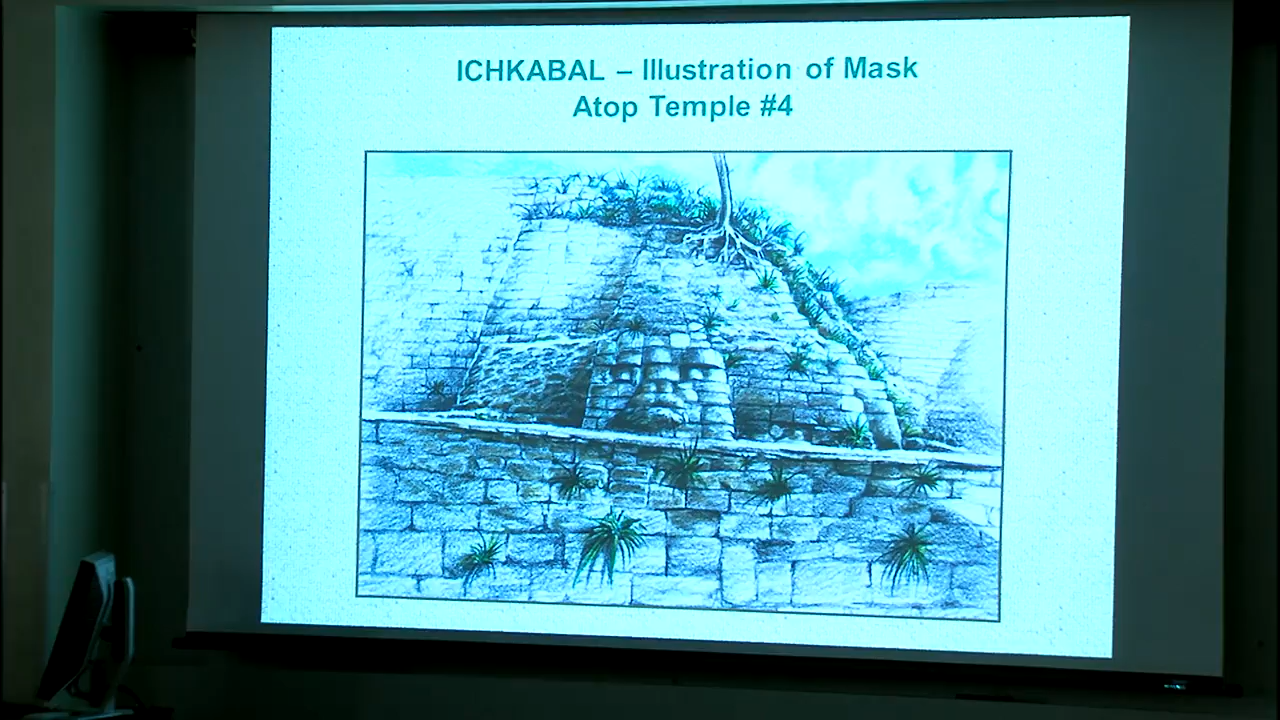 ICHKABAL – Illustration of Mask
Atop Temple #4